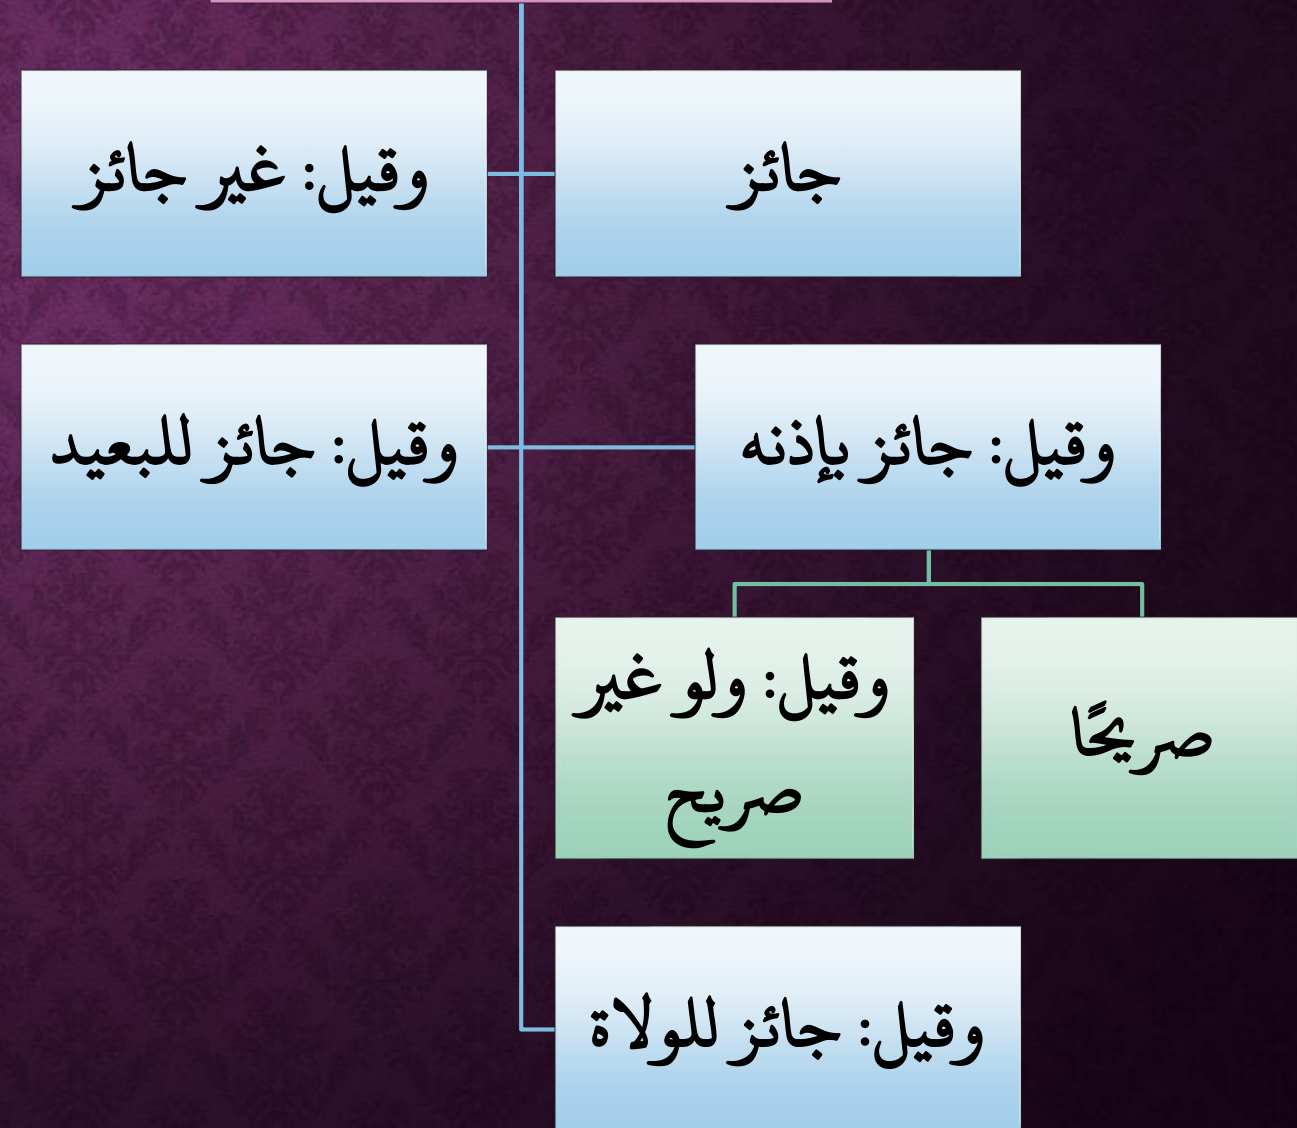 جائز
وقيل: غير جائز
وقيل: جائز بإذنه
وقيل: جائز للبعيد
صريحًا
وقيل: ولو غير
صريح
وقيل: جائز للولاة